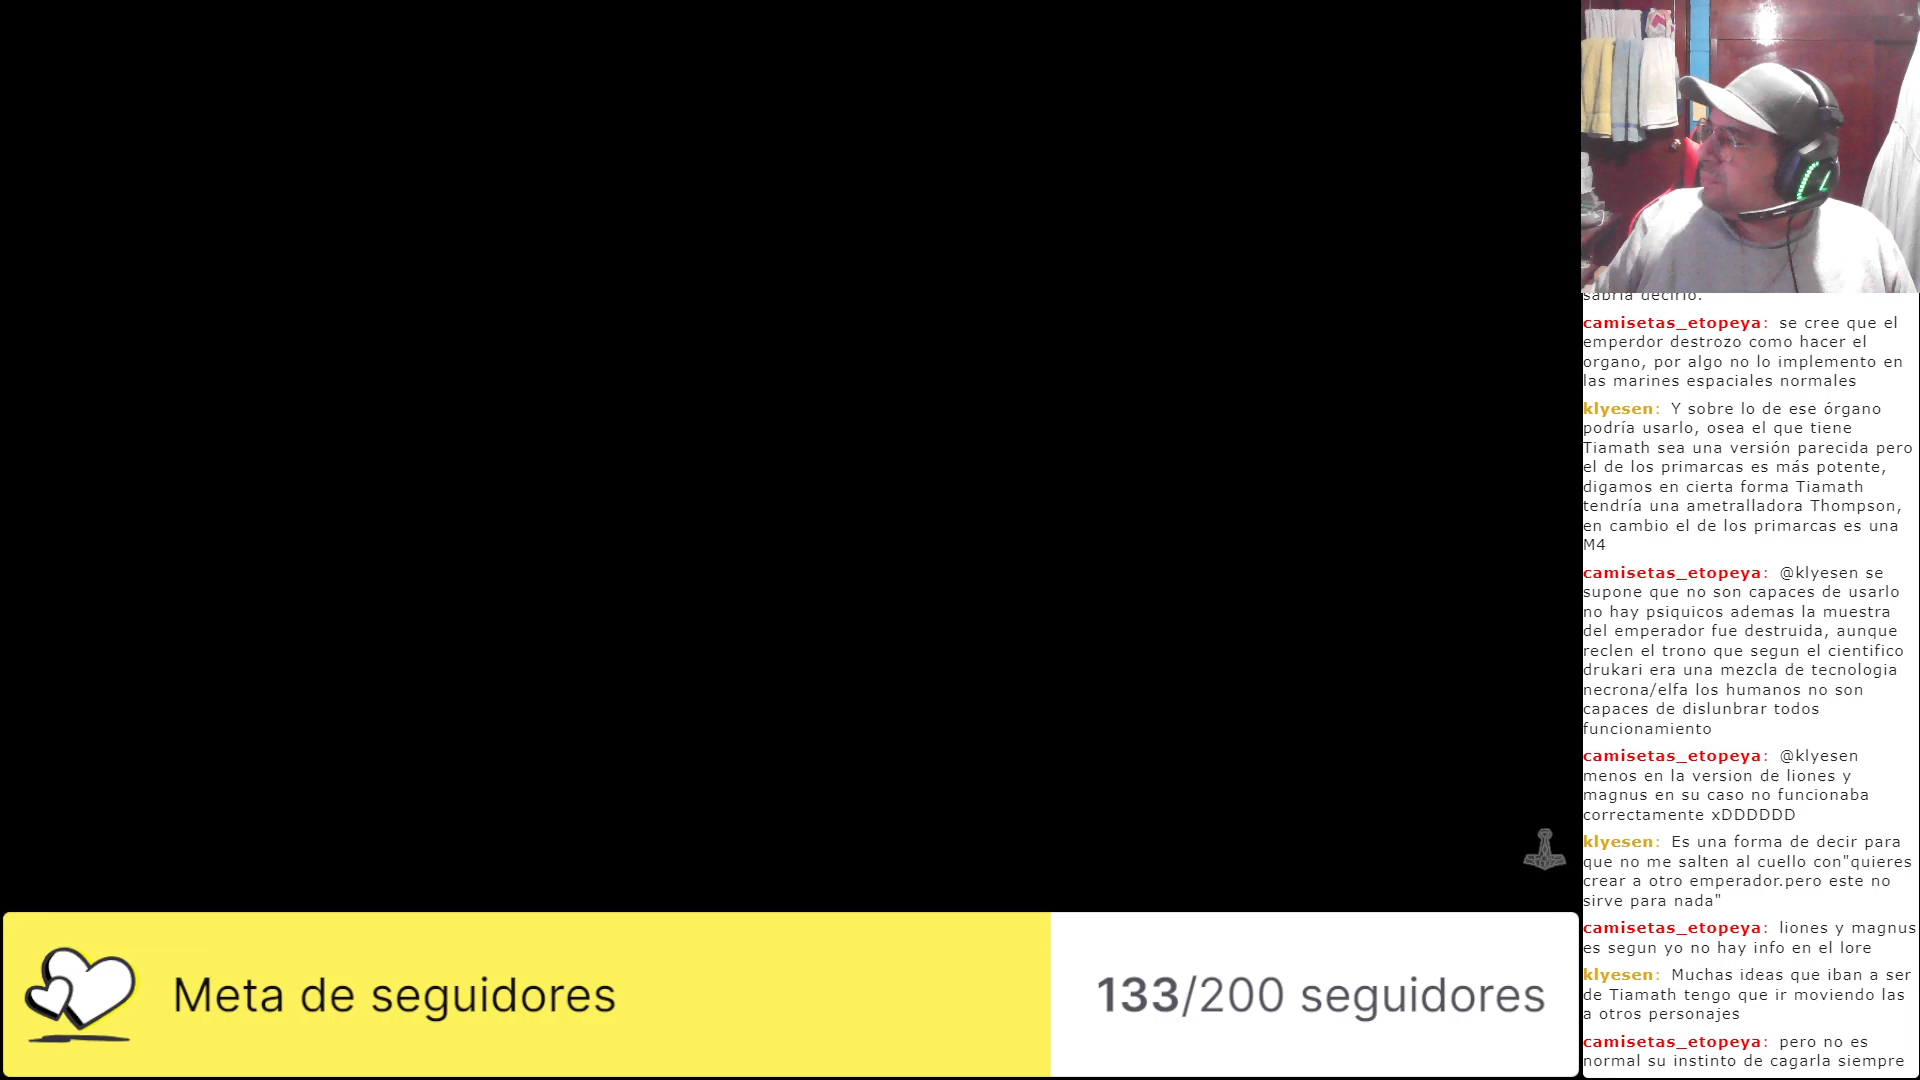 sabría decirlo.
camisetas_etopeya: se cree que el
emperdor destrozo como hacer el
organo, por algo no lo implemento en
las marines espaciales normales
klyesen: Y sobre lo de ese órgano
podría usarlo, osea el que tiene
Tiamath sea una versión parecida pero
el de los primarcas es más potente,
digamos en cierta forma Tiamath
tendría una ametralladora Thompson,
en cambio el de los primarcas es una
M4
camisetas_etopeya: @klyesen se
supone que no son capaces de usarlo
no hay psiquicos ademas la muestra
del emperador fue destruida, aunque
reclen el trono que segun el cientifico
drukari era una mezcla de tecnologia
necrona/elfa los humanos no son
capaces de dislunbrar todos
funcionamiento
camisetas_etopeya: @klyesen
menos en la version de liones y
magnus en su caso no funcionaba
correctamente xDDDDDD
klyesen: Es una forma de decir para
que no me salten al cuello con"quieres
crear a otro emperador.pero este no
sirve para nada"
camisetas_etopeya: liones y magnus
es segun yo no hay info en el lore
klyesen: Muchas ideas que iban a ser
de Tiamath tengo que ir moviendo las
a otros personajes
camisetas_etopeya: pero no es
normal su instinto de cagarla siempre
Meta de seguidores
133/200 seguidores